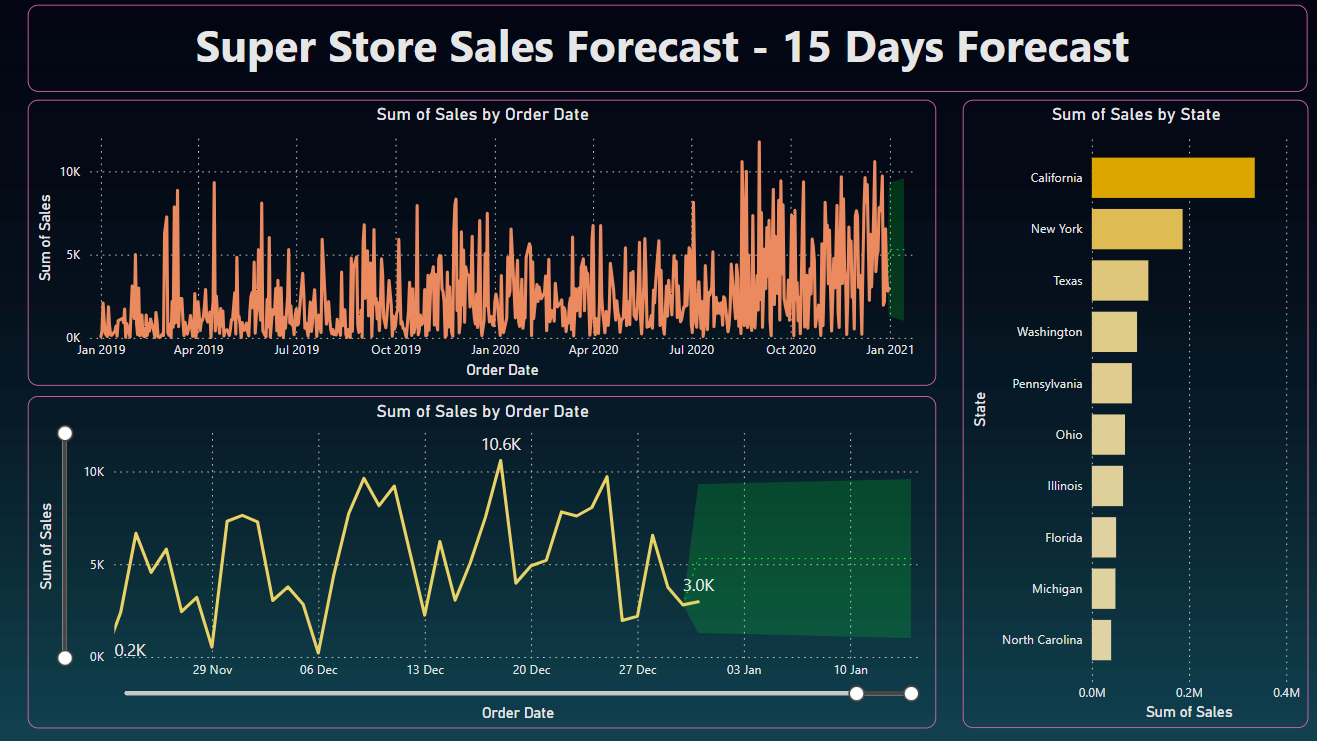 Super Store Sales Forecast - 15 Days Forecast
Sum of Sales by Order Date
Sum of Sales
10K
5K
0K
Jan 2019 Apr 2019 Jul 2019 Oct 2019 Jan 2020 Apr 2020 Jul 2020 Oct 2020 Jan 2021
Order Date
Sum of Sales by Order Date
Sum of Sales
10K
5K
0K
10.6K
3.0K
0.2K
29 Nov 06 Dec 13 Dec 20 Dec 27 Dec 03 Jan 10 Jan
Order Date
Sum of Sales by State
State
California
New York
Texas
Washington
Pennsylvania
Ohio
Illinois
Florida
Michigan
North Carolina
0.0M 0.2M 0.4M
Sum of Sales